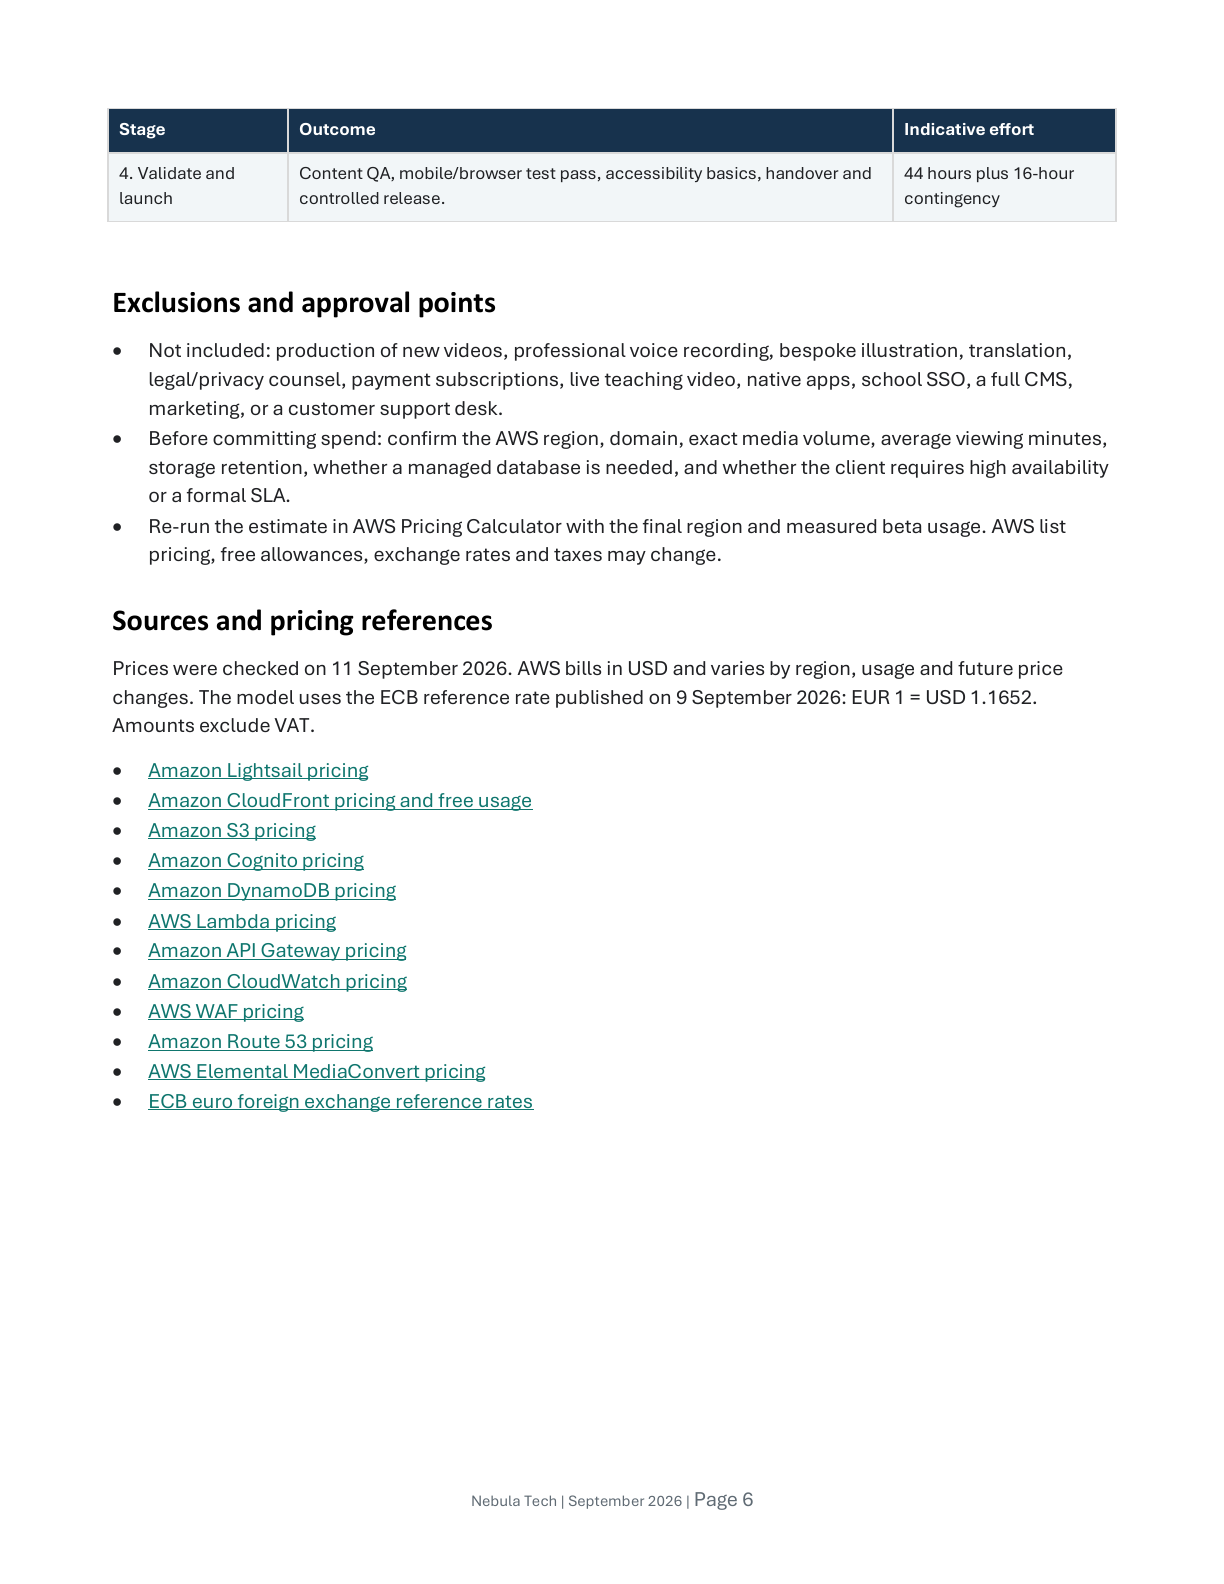 Stage Outcome Indicative effort
4. Validate and launch Content QA, mobile/browser test pass, accessibility basics, handover and controlled release. 44 hours plus 16-hour contingency
Exclusions and approval points
• Not included: production of new videos, professional voice recording, bespoke illustration, translation,
legal/privacy counsel, payment subscriptions, live teaching video, native apps, school SSO, a full CMS,
marketing, or a customer support desk.
• Before committing spend: confirm the AWS region, domain, exact media volume, average viewing minutes,
storage retention, whether a managed database is needed, and whether the client requires high availability
or a formal SLA.
• Re-run the estimate in AWS Pricing Calculator with the final region and measured beta usage. AWS list
pricing, free allowances, exchange rates and taxes may change.
Sources and pricing references
Prices were checked on 11 September 2026. AWS bills in USD and varies by region, usage and future price
changes. The model uses the ECB reference rate published on 9 September 2026: EUR 1 = USD 1.1652.
Amounts exclude VAT.
• Amazon Lightsail pricing
• Amazon CloudFront pricing and free usage
• Amazon S3 pricing
• Amazon Cognito pricing
• Amazon DynamoDB pricing
• AWS Lambda pricing
• Amazon API Gateway pricing
• Amazon CloudWatch pricing
• AWS WAF pricing
• Amazon Route 53 pricing
• AWS Elemental MediaConvert pricing
• ECB euro foreign exchange reference rates
Nebula Tech | September 2026 | Page 6